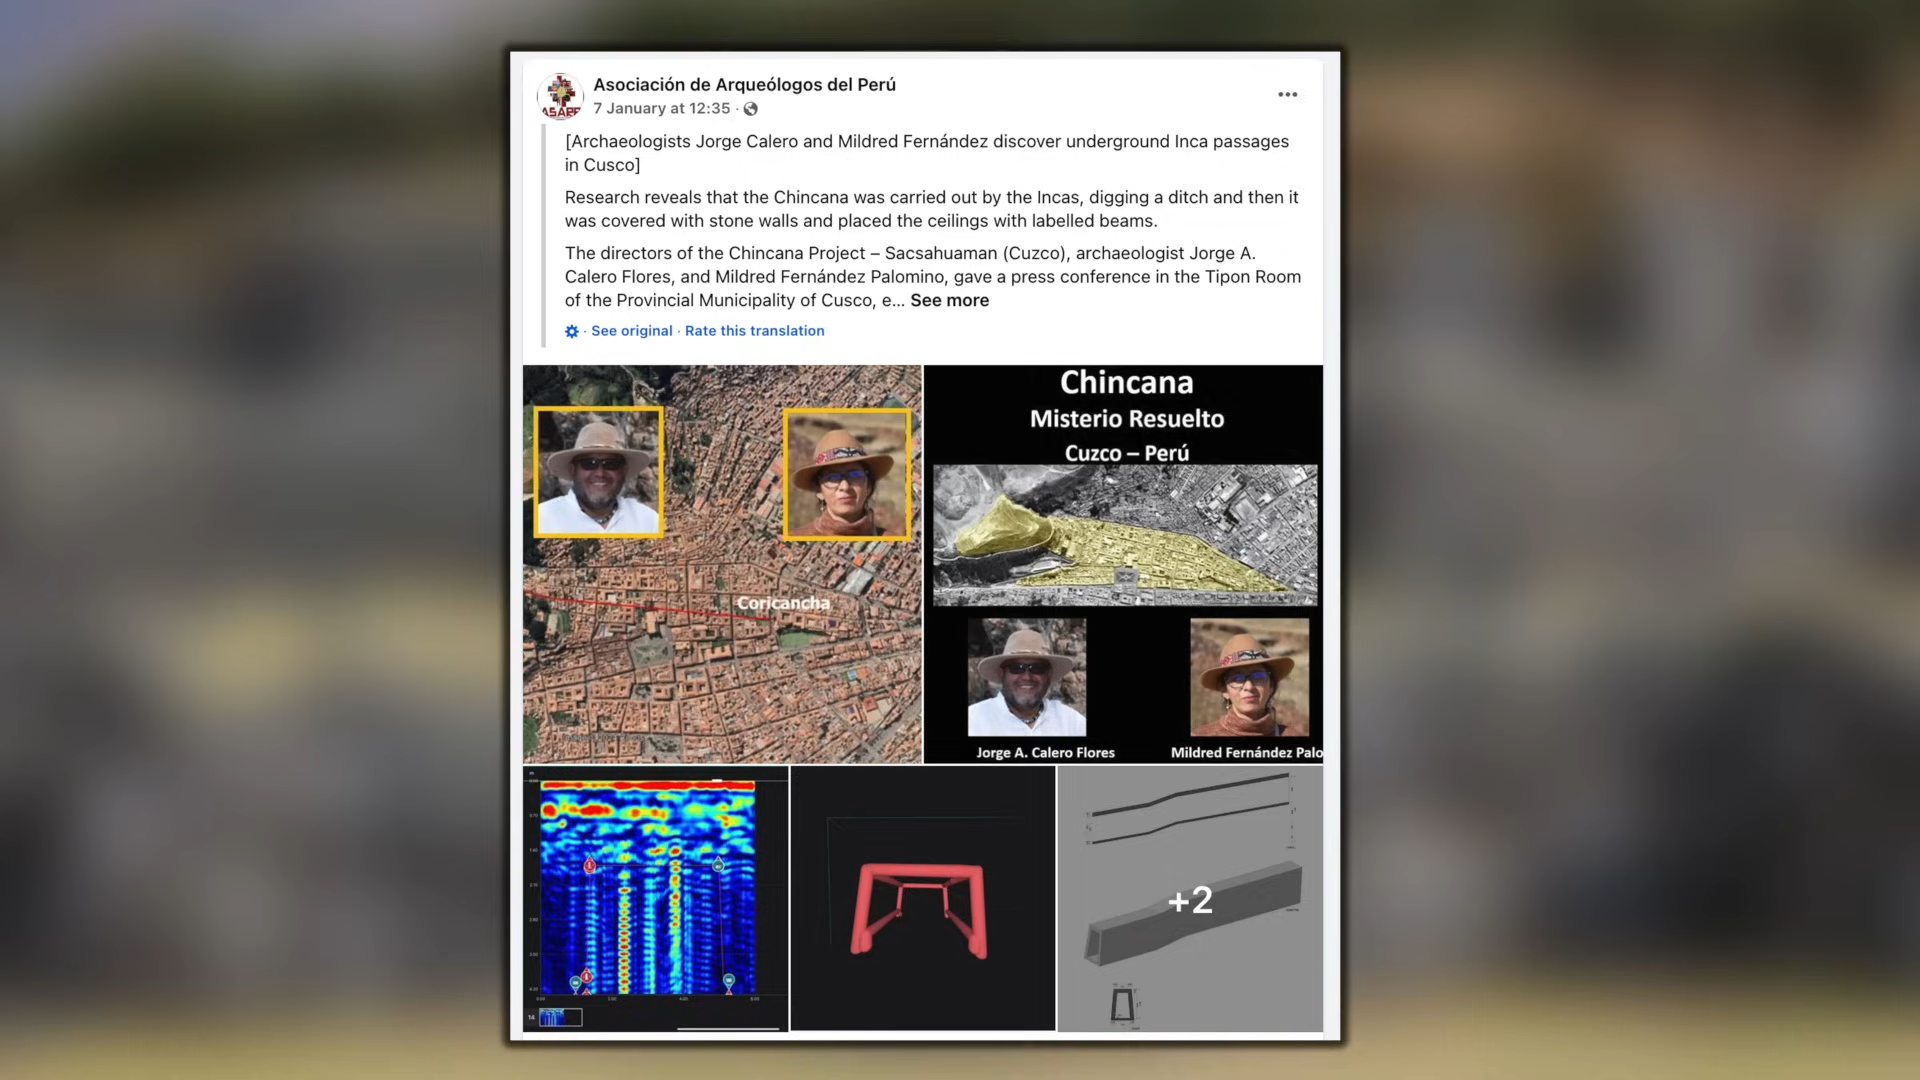 Asociación de Arqueólogos del Perú
ASARP
7 January at 12:35 ·
[Archaeologists Jorge Calero and Mildred Fernández discover underground Inca passages
in Cusco]
Research reveals that the Chincana was carried out by the Incas, digging a ditch and then it
was covered with stone walls and placed the ceilings with labelled beams.
The directors of the Chincana Project – Sacsahuaman (Cuzco), archaeologist Jorge A.
Calero Flores, and Mildred Fernández Palomino, gave a press conference in the Tipon Room
of the Provincial Municipality of Cusco, e... See more
· See original · Rate this translation
Coricancha
Chincana
Misterio Resuelto
Cuzco – Perú
Jorge A. Calero Flores
Mildred Fernández Palo
+2